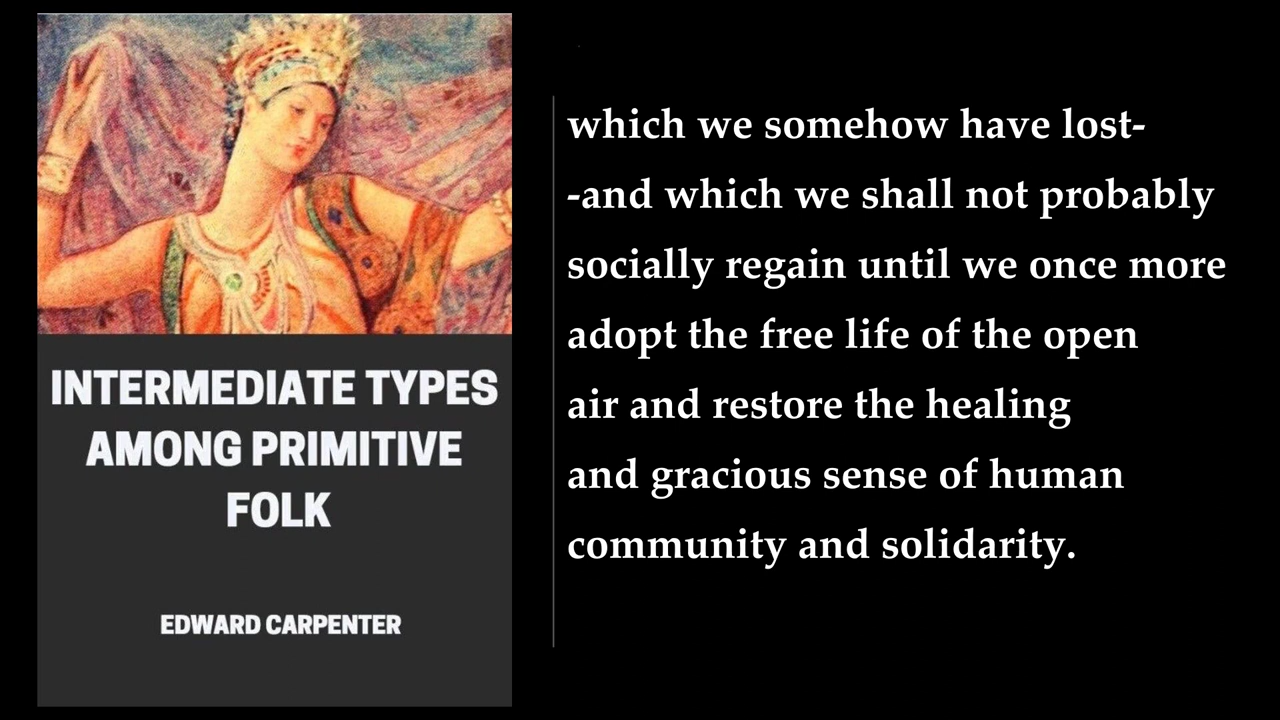 INTERMEDIATE TYPES
AMONG PRIMITIVE
FOLK
EDWARD CARPENTER
which we somehow have lost-
-and which we shall not probably
socially regain until we once more
adopt the free life of the open
air and restore the healing
and gracious sense of human
community and solidarity.